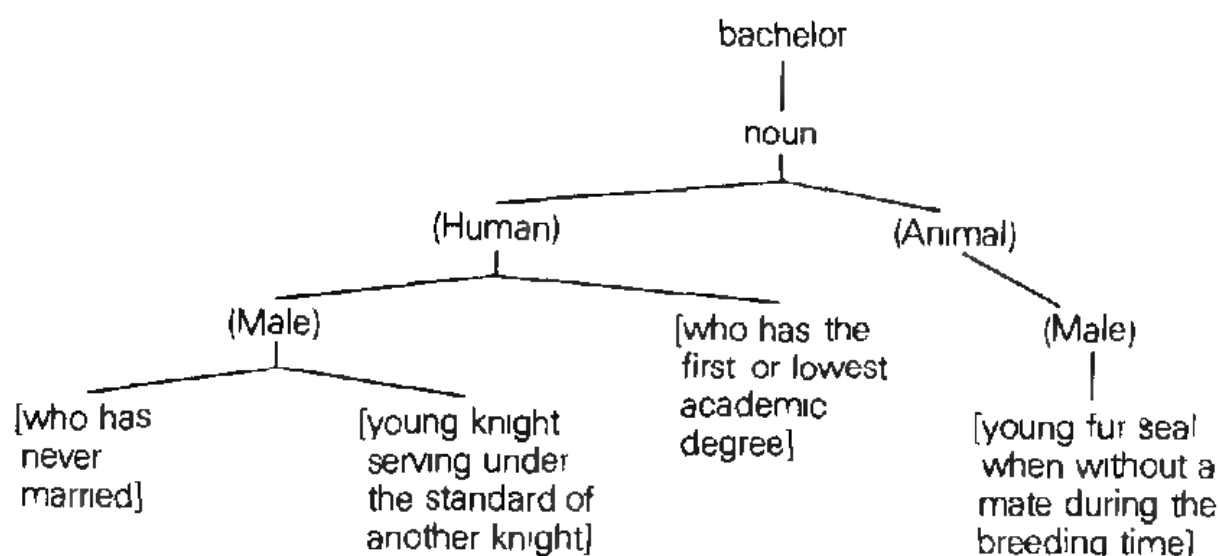 bachelor
noun
(Human)
(Animal)
(Male)
[who has the
first or lowest
academic
degree]
(Male)
[who has
never
married]
[young knight
serving under
the standard of
another knight]
[young fur seal
when without a
mate during the
breeding time]